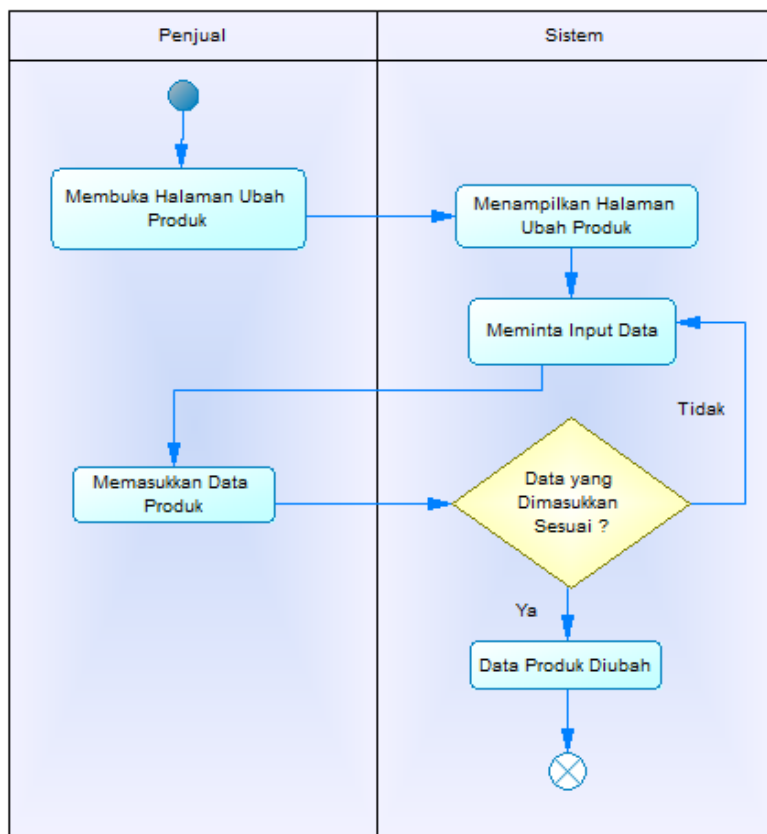 Penjual
Sistem
Membuka Halaman Ubah
Produk
Menampilkan Halaman
Ubah Produk
Meminta Input Data
Tidak
Memasukkan Data
Produk
Data yang
Dimasukkan
Sesuai ?
Ya
Data Produk Diubah